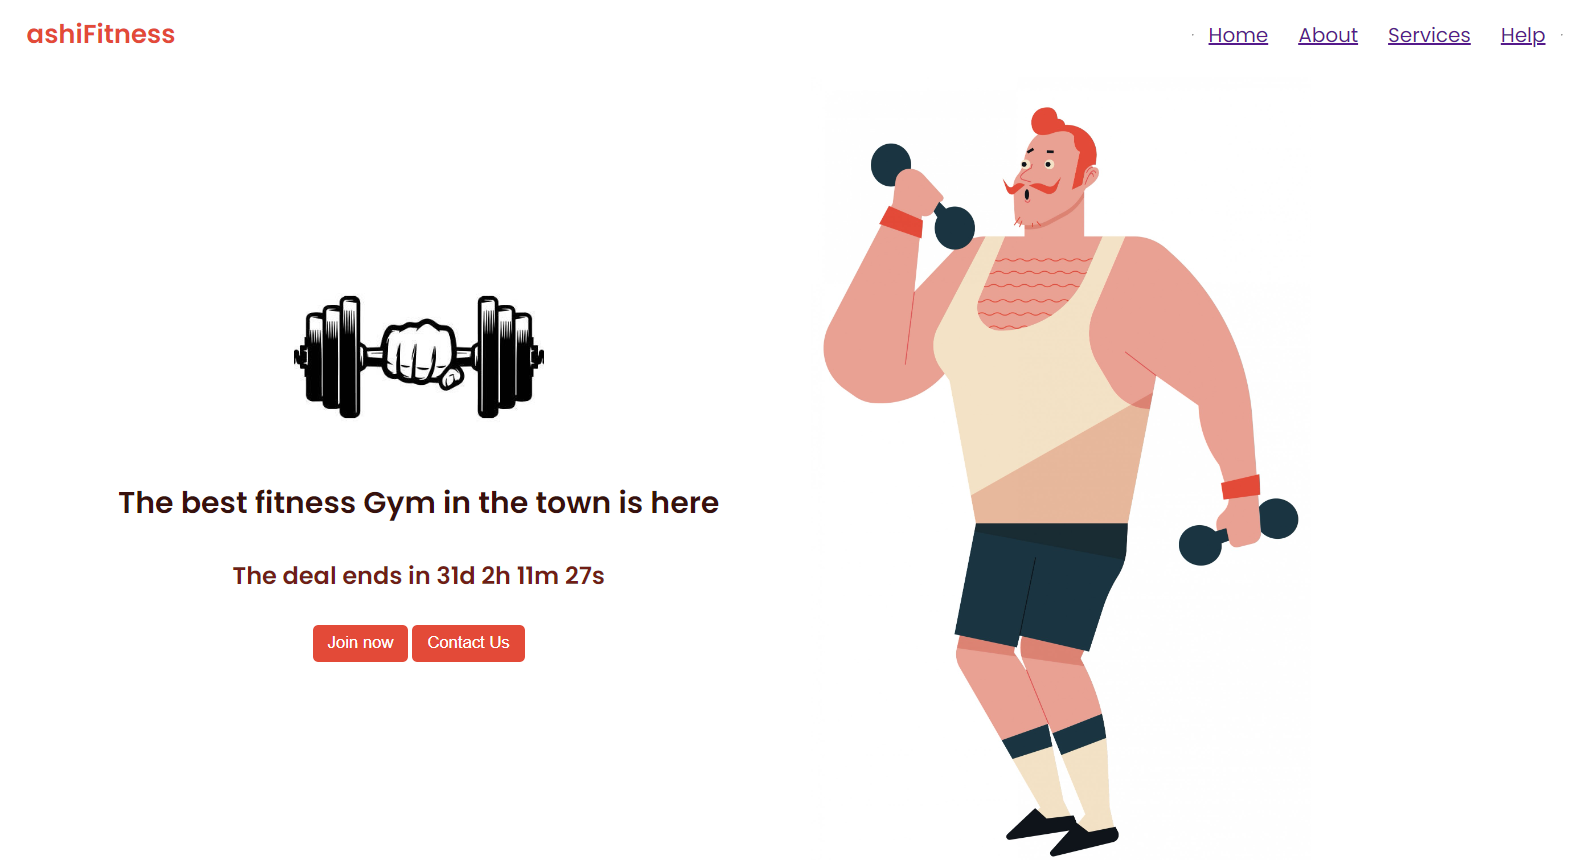 ashiFitness
Home About Services Help
The best fitness Gym in the town is here
The deal ends in 31d 2h 11m 27s
Join now Contact Us